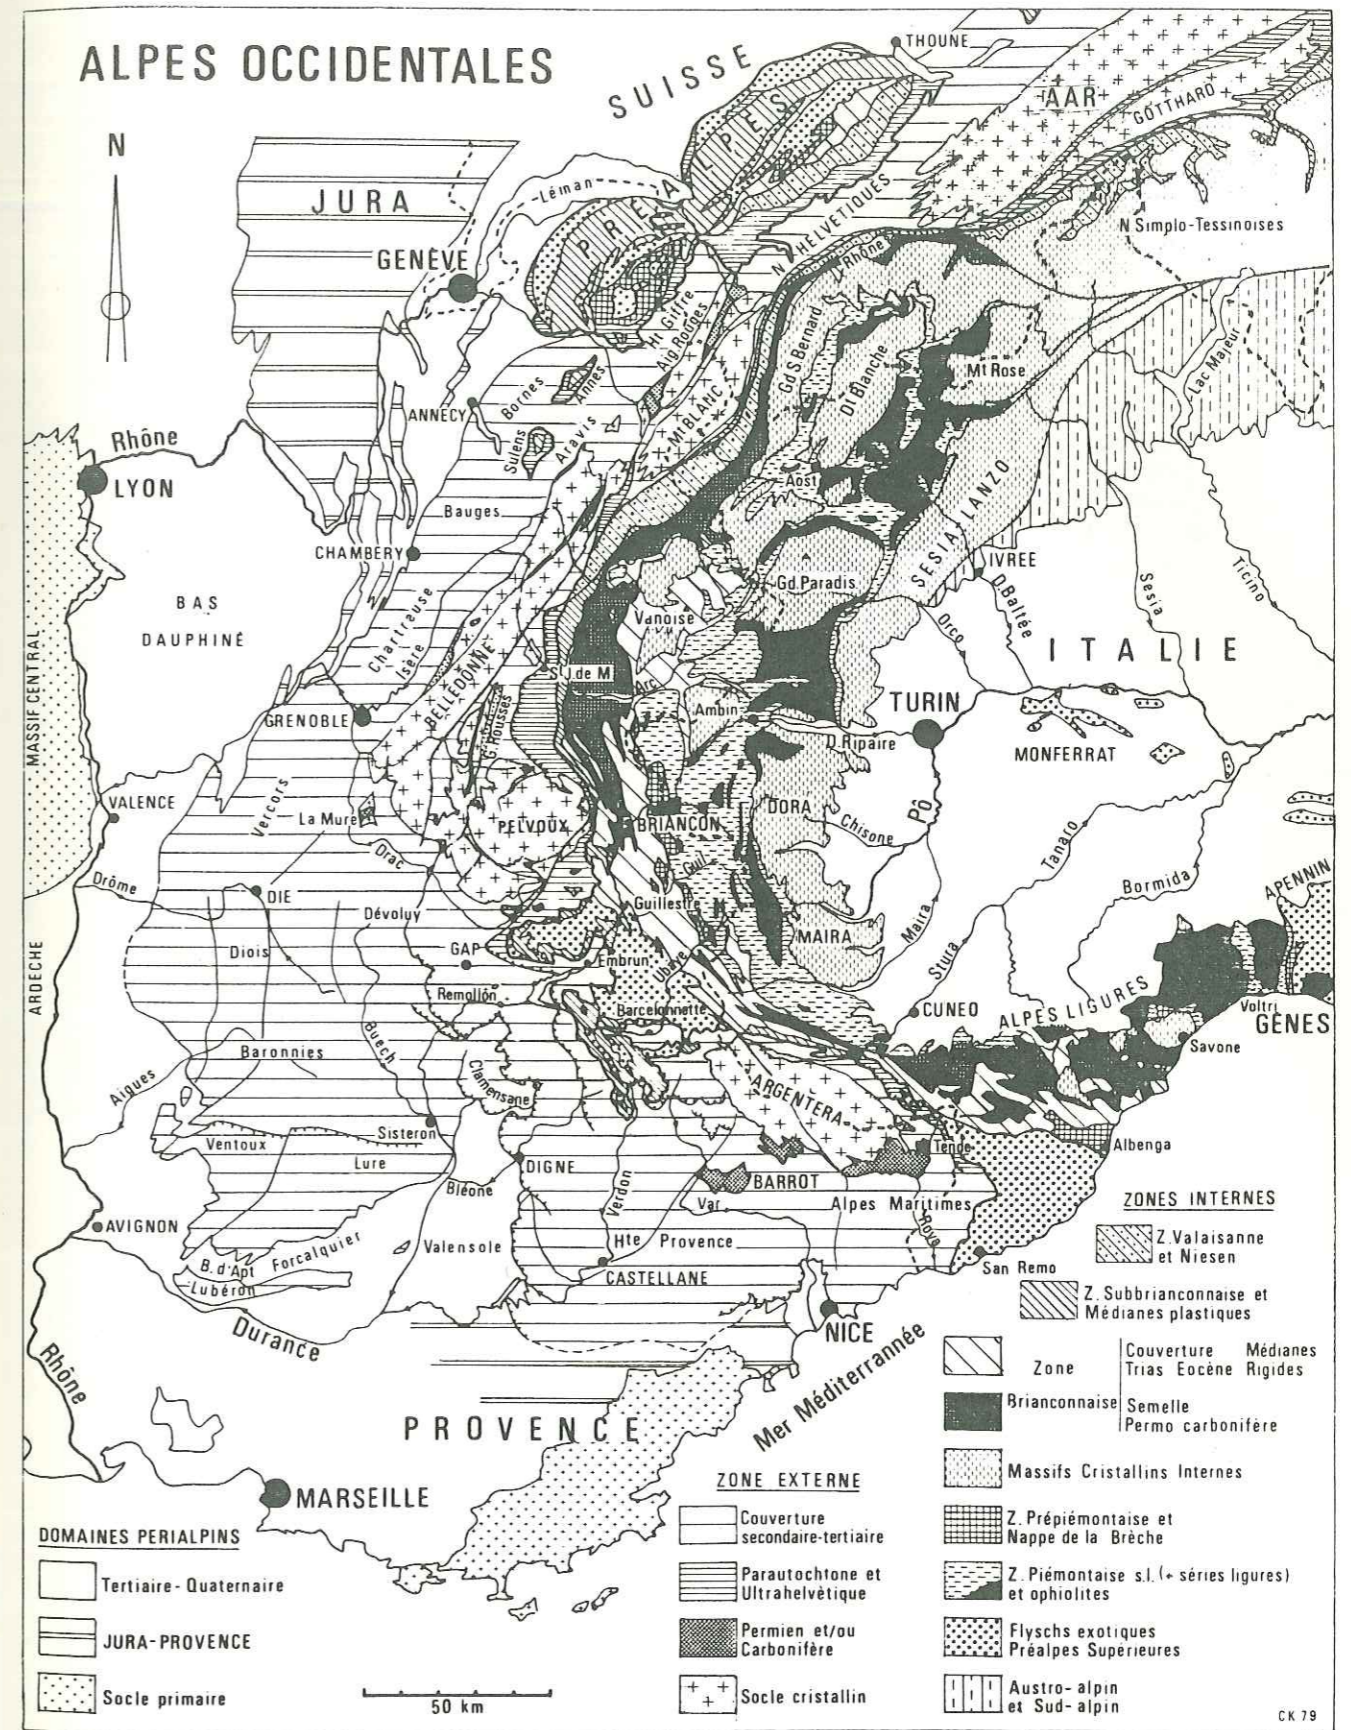 ALPES OCCIDENTALES
SUISSE
THOUNE
N
AAR
GOTTHARD
JURA
Léman
PRÉALPES
N. HELVÉTIQUES
N Simplo-Tessinoises
GENÈVE
Rhône
Ht Giffre
Aig Rouges
Gd S. Bernard
Dt Blanche
Mt Rose
Lac Majeur
ANNECY
Bornes
Annes
Mt BLANC
Sulens
Aravis
Rhône
LYON
Aost
SESIA-LANZO
Bauges
CHAMBÉRY
Gd. Paradis
IVREE
D. Baltée
Sesia
Ticino
BAS
DAUPHINÉ
Chartreuse
Isère
Vanoise
Orco
ITALIE
MASSIF CENTRAL
BELLEDONNE
St J. de M
Arc
Ambin
TURIN
GRENOBLE
G. Rousses
D. Ripaire
MONFERRAT
VALENCE
Vercors
La Mure
PELVOUX
BRIANCON
DORA
Chisone
Pô
Tanaro
Drac
Guil
Bormida
APENNIN
Drôme
DIE
Dévoluy
Guillestre
MAIRA
Maira
Stura
ARDECHE
Diois
GAP
Embrun
Ubaye
Remollon
Barcelonnette
CUNEO
ALPES LIGURES
Voltri
GÊNES
Savone
Buech
Baronnies
Clamensane
ARGENTERA
Aigues
Ventoux
Sisteron
Tende
Albenga
Lure
DIGNE
Bléone
Verdon
BARROT
Var
Alpes Maritimes
Roya
AVIGNON
B. d'Apt
Forcalquier
Valensole
Hte Provence
San Remo
Lubéron
CASTELLANE
Durance
NICE
Rhône
Mer Méditerrannée
PROVENCE
MARSEILLE
ZONES INTERNES
Z. Valaisanne
et Niesen
Z. Subbrianconnaise et
Médianes plastiques
Zone
Brianconnaise
Couverture Médianes
Trias Eocène Rigides
Semelle
Permo carbonifère
Massifs Cristallins Internes
Z. Prépiémontaise et
Nappe de la Brèche
Z. Piémontaise s.l. (+ séries ligures)
et ophiolites
Flyschs exotiques
Préalpes Supérieures
Austro-alpin
et Sud-alpin
ZONE EXTERNE
Couverture
secondaire-tertiaire
Parautochtone et
Ultrahelvètique
Permien et/ou
Carbonifère
Socle cristallin
DOMAINES PERIALPINS
Tertiaire-Quaternaire
JURA-PROVENCE
Socle primaire
50 km
CK 79